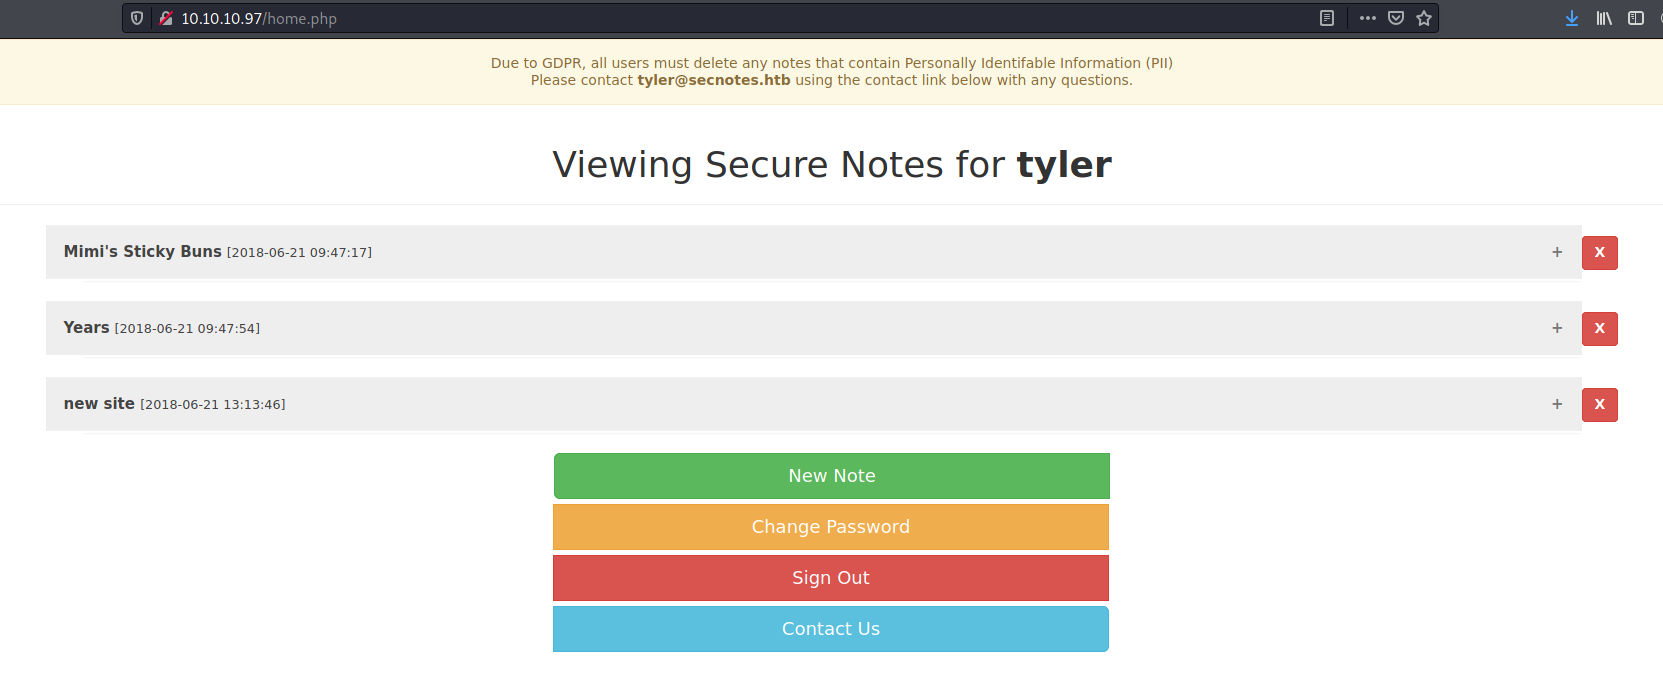 10.10.10.97/home.php
Due to GDPR, all users must delete any notes that contain Personally Identifable Information (PII)
Please contact tyler@secnotes.htb using the contact link below with any questions.
Viewing Secure Notes for tyler
Mimi's Sticky Buns [2018-06-21 09:47:17] + X
Years [2018-06-21 09:47:54] + X
new site [2018-06-21 13:13:46] + X
New Note
Change Password
Sign Out
Contact Us